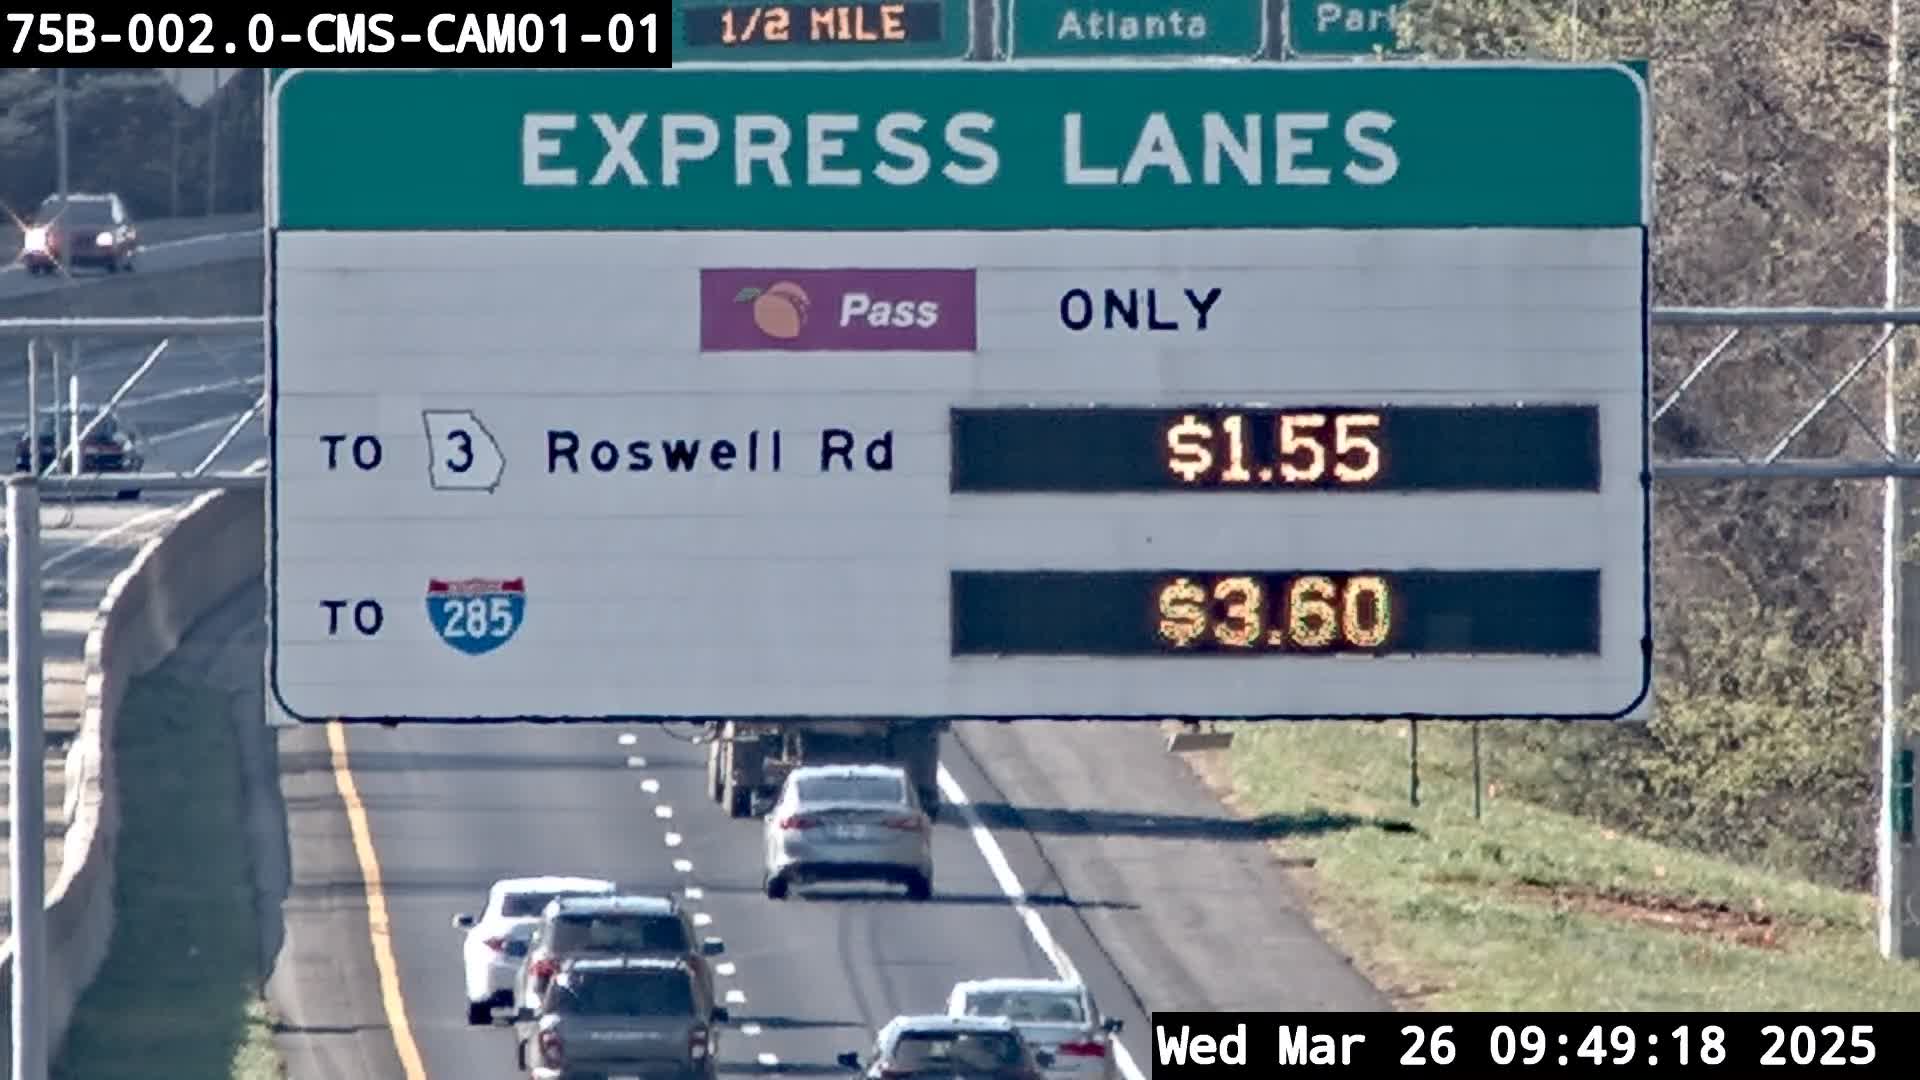 75B-002.0-CMS-CAM01-01
1/2 MILE
Atlanta
EXPRESS LANES
Pass ONLY
TO 3 Roswell Rd $1.55
TO 285 $3.60
Wed Mar 26 09:49:18 2025